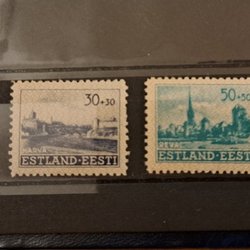 30+30
NARVA
ESTLAND-EESTI
50+50
REVAL
ESTLAND-EESTI